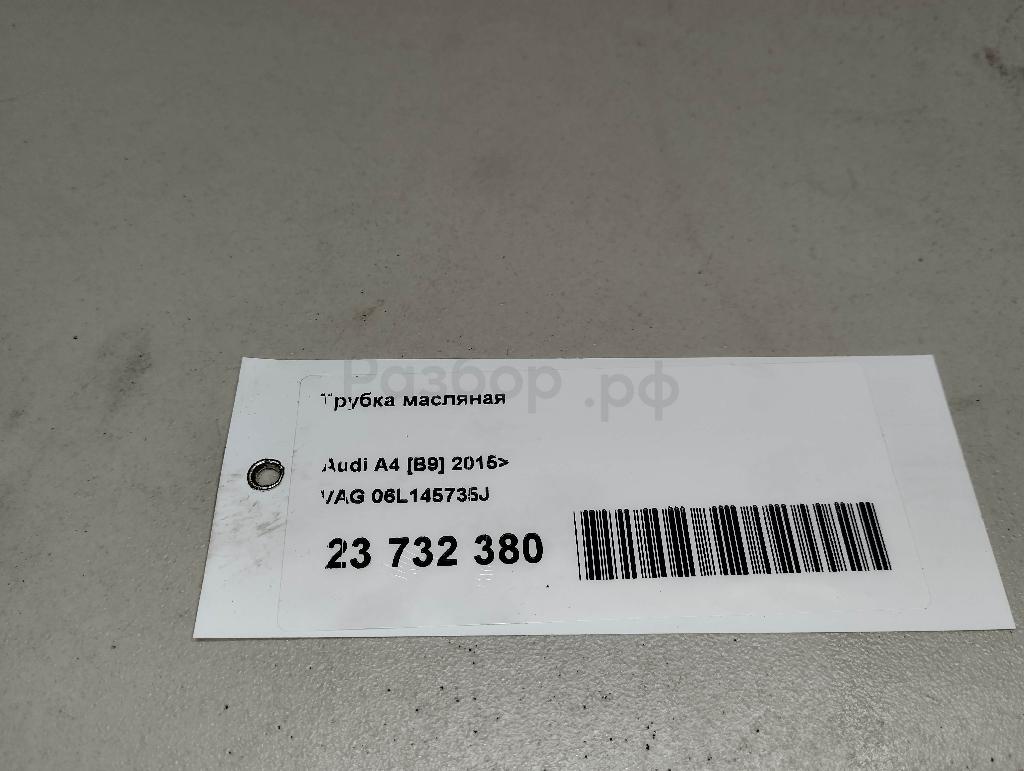 Разбор .рф
Трубка масляная
Audi A4 [B9] 2015>
VAG 06L145735J
23 732 380